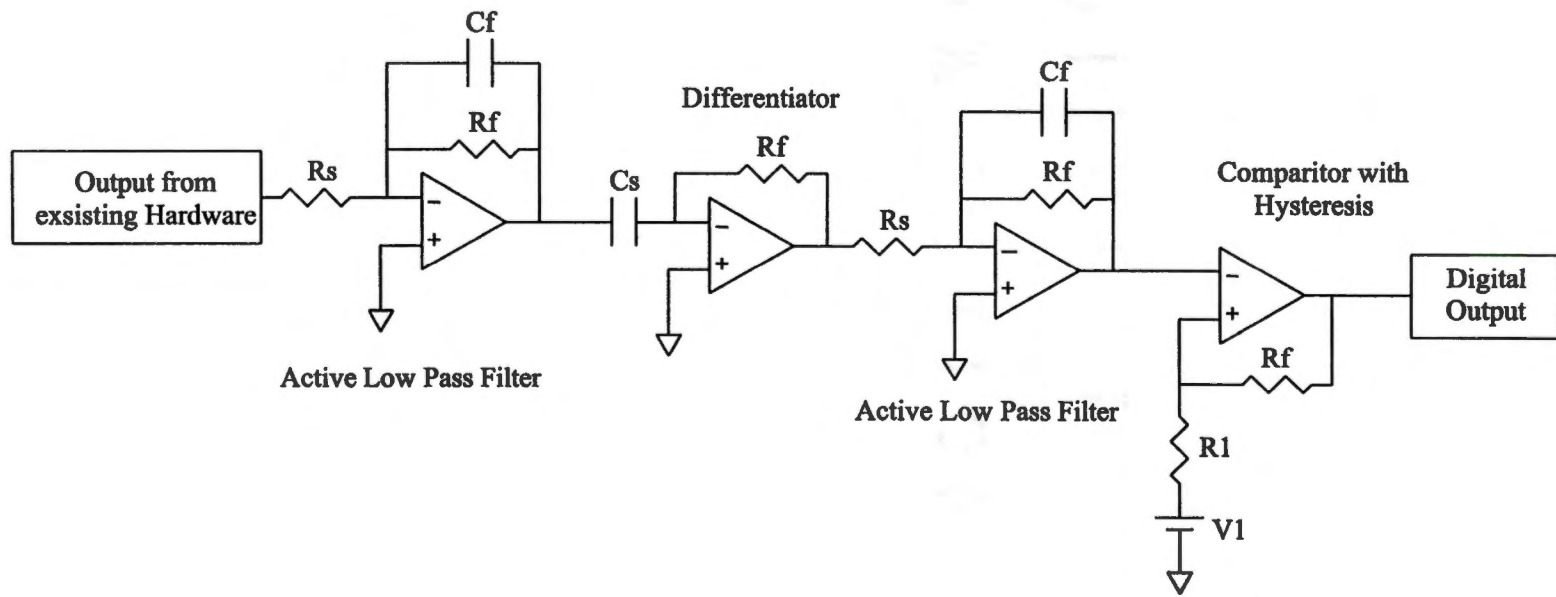 Cf
Rf
Output from
exsisting Hardware
Rs
−
+
Active Low Pass Filter
Differentiator
Cs
Rf
−
+
Rs
Cf
Rf
−
+
Active Low Pass Filter
Comparitor with
Hysteresis
−
+
Rf
R1
V1
Digital
Output